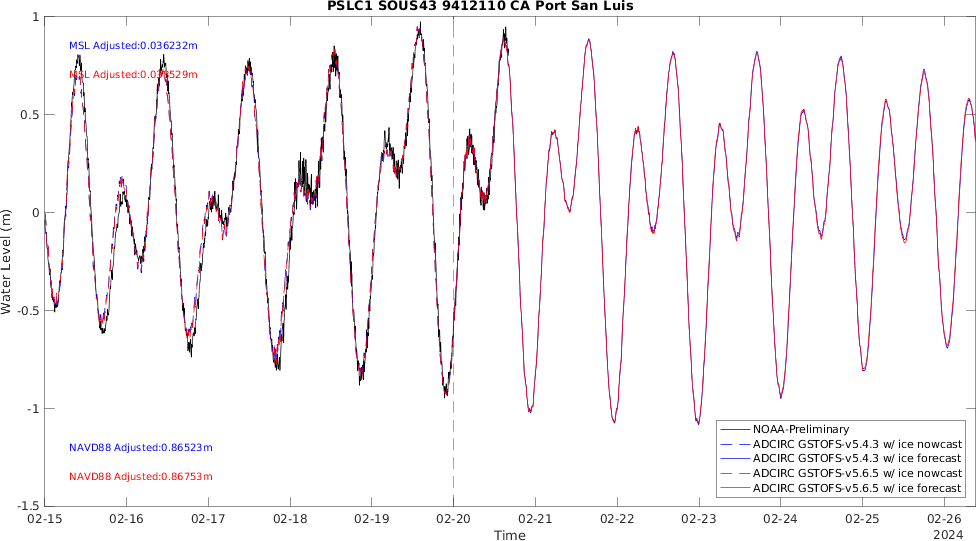 PSLC1 SOUS43 9412110 CA Port San Luis
1
MSL Adjusted:0.036232m
MSL Adjusted:0.036529m
0.5
0
Water Level (m)
-0.5
-1
NAVD88 Adjusted:0.86523m
NAVD88 Adjusted:0.86753m
NOAA-Preliminary
ADCIRC GSTOFS-v5.4.3 w/ ice nowcast
ADCIRC GSTOFS-v5.4.3 w/ ice forecast
ADCIRC GSTOFS-v5.6.5 w/ ice nowcast
ADCIRC GSTOFS-v5.6.5 w/ ice forecast
-1.5
02-15 02-16 02-17 02-18 02-19 02-20 02-21 02-22 02-23 02-24 02-25 02-26
Time
2024